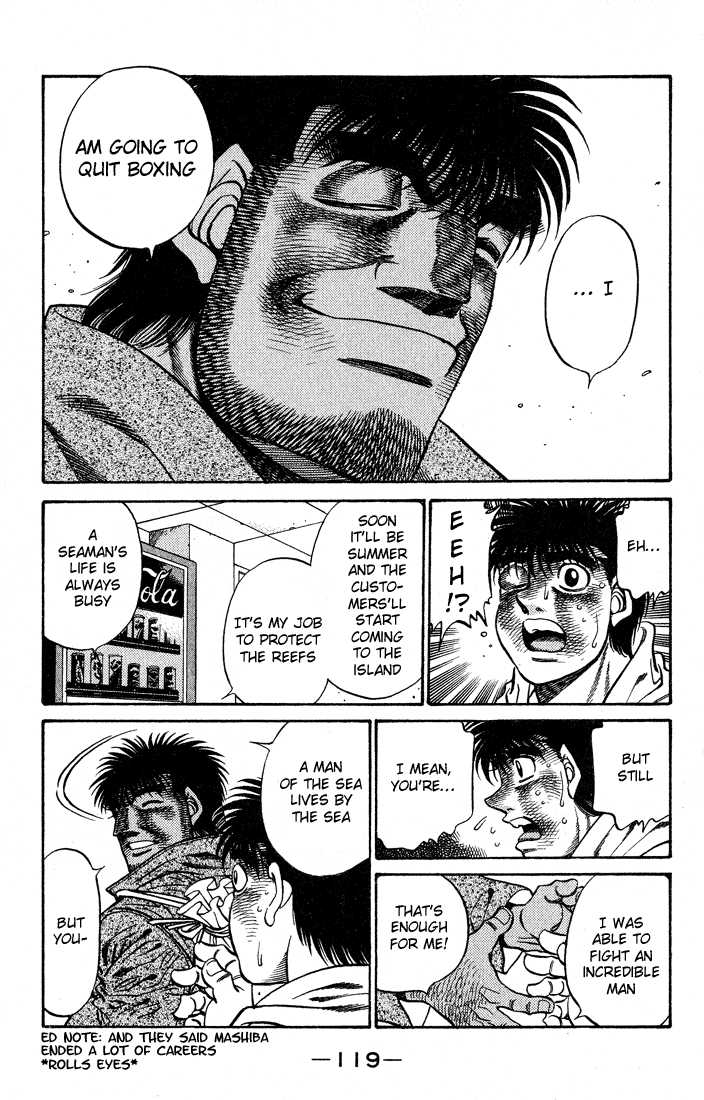 ... I
AM GOING TO
QUIT BOXING
EH...
EEH!?
SOON
IT'LL BE
SUMMER
AND THE
CUSTO-
MERS'LL
START
COMING
TO THE
ISLAND
IT'S MY JOB
TO PROTECT
THE REEFS
A
SEAMAN'S
LIFE IS
ALWAYS
BUSY
Cola
BUT
STILL
I MEAN,
YOU'RE...
I WAS
ABLE TO
FIGHT AN
INCREDIBLE
MAN
THAT'S
ENOUGH
FOR ME!
A MAN
OF THE SEA
LIVES BY
THE SEA
BUT
YOU-
ED NOTE: AND THEY SAID MASHIBA
ENDED A LOT OF CAREERS
*ROLLS EYES*
—119—